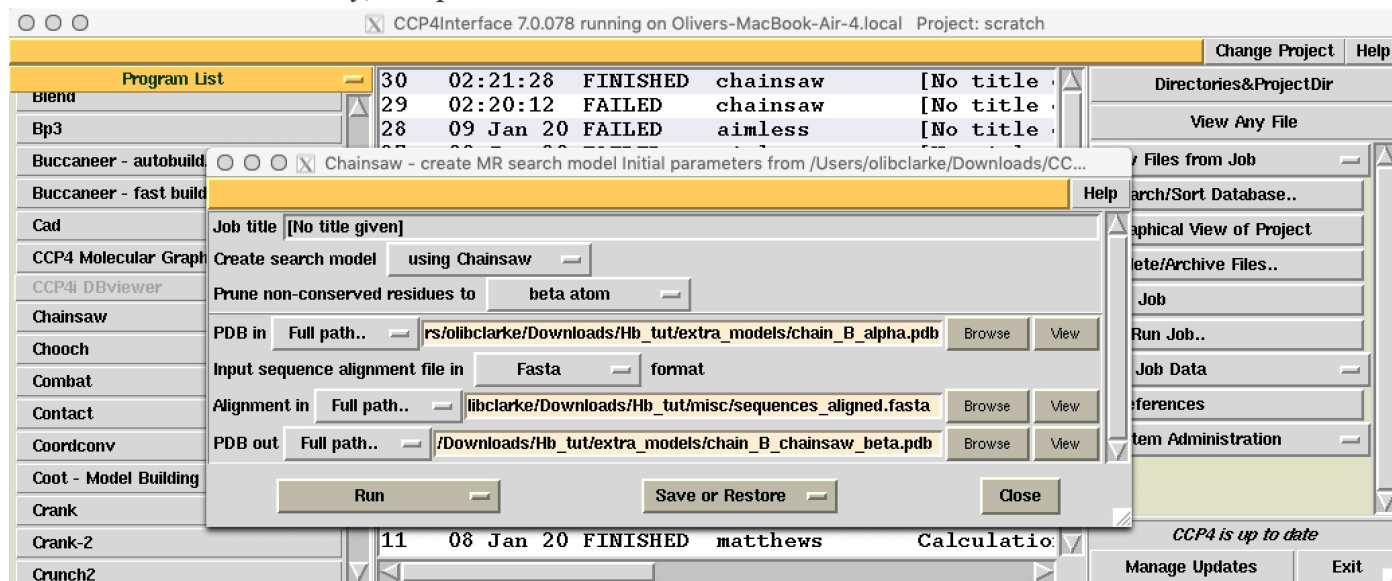 CCP4Interface 7.0.078 running on Olivers-MacBook-Air-4.local Project: scratch
Change Project Help
Program List
Blend
Bp3
Buccaneer - autobuild
Buccaneer - fast build
Cad
CCP4 Molecular Graph
CCP4i DBviewer
Chainsaw
Chooch
Combat
Contact
Coordconv
Coot - Model Building
Crank
Crank-2
Crunch2
30 02:21:28 FINISHED chainsaw [No title
29 02:20:12 FAILED chainsaw [No title
28 09 Jan 20 FAILED aimless [No title
Chainsaw - create MR search model Initial parameters from /Users/olibclarke/Downloads/CC...
Help
Job title [No title given]
Create search model using Chainsaw
Prune non-conserved residues to beta atom
PDB in Full path.. rs/olibclarke/Downloads/Hb_tut/extra_models/chain_B_alpha.pdb Browse View
Input sequence alignment file in Fasta format
Alignment in Full path.. libclarke/Downloads/Hb_tut/misc/sequences_aligned.fasta Browse View
PDB out Full path.. /Downloads/Hb_tut/extra_models/chain_B_chainsaw_beta.pdb Browse View
Run Save or Restore Close
11 08 Jan 20 FINISHED matthews Calculatio
Directories&ProjectDir
View Any File
Files from Job
arch/Sort Database..
aphical View of Project
lete/Archive Files..
Job
Run Job..
Job Data
eferences
tem Administration
CCP4 is up to date
Manage Updates Exit